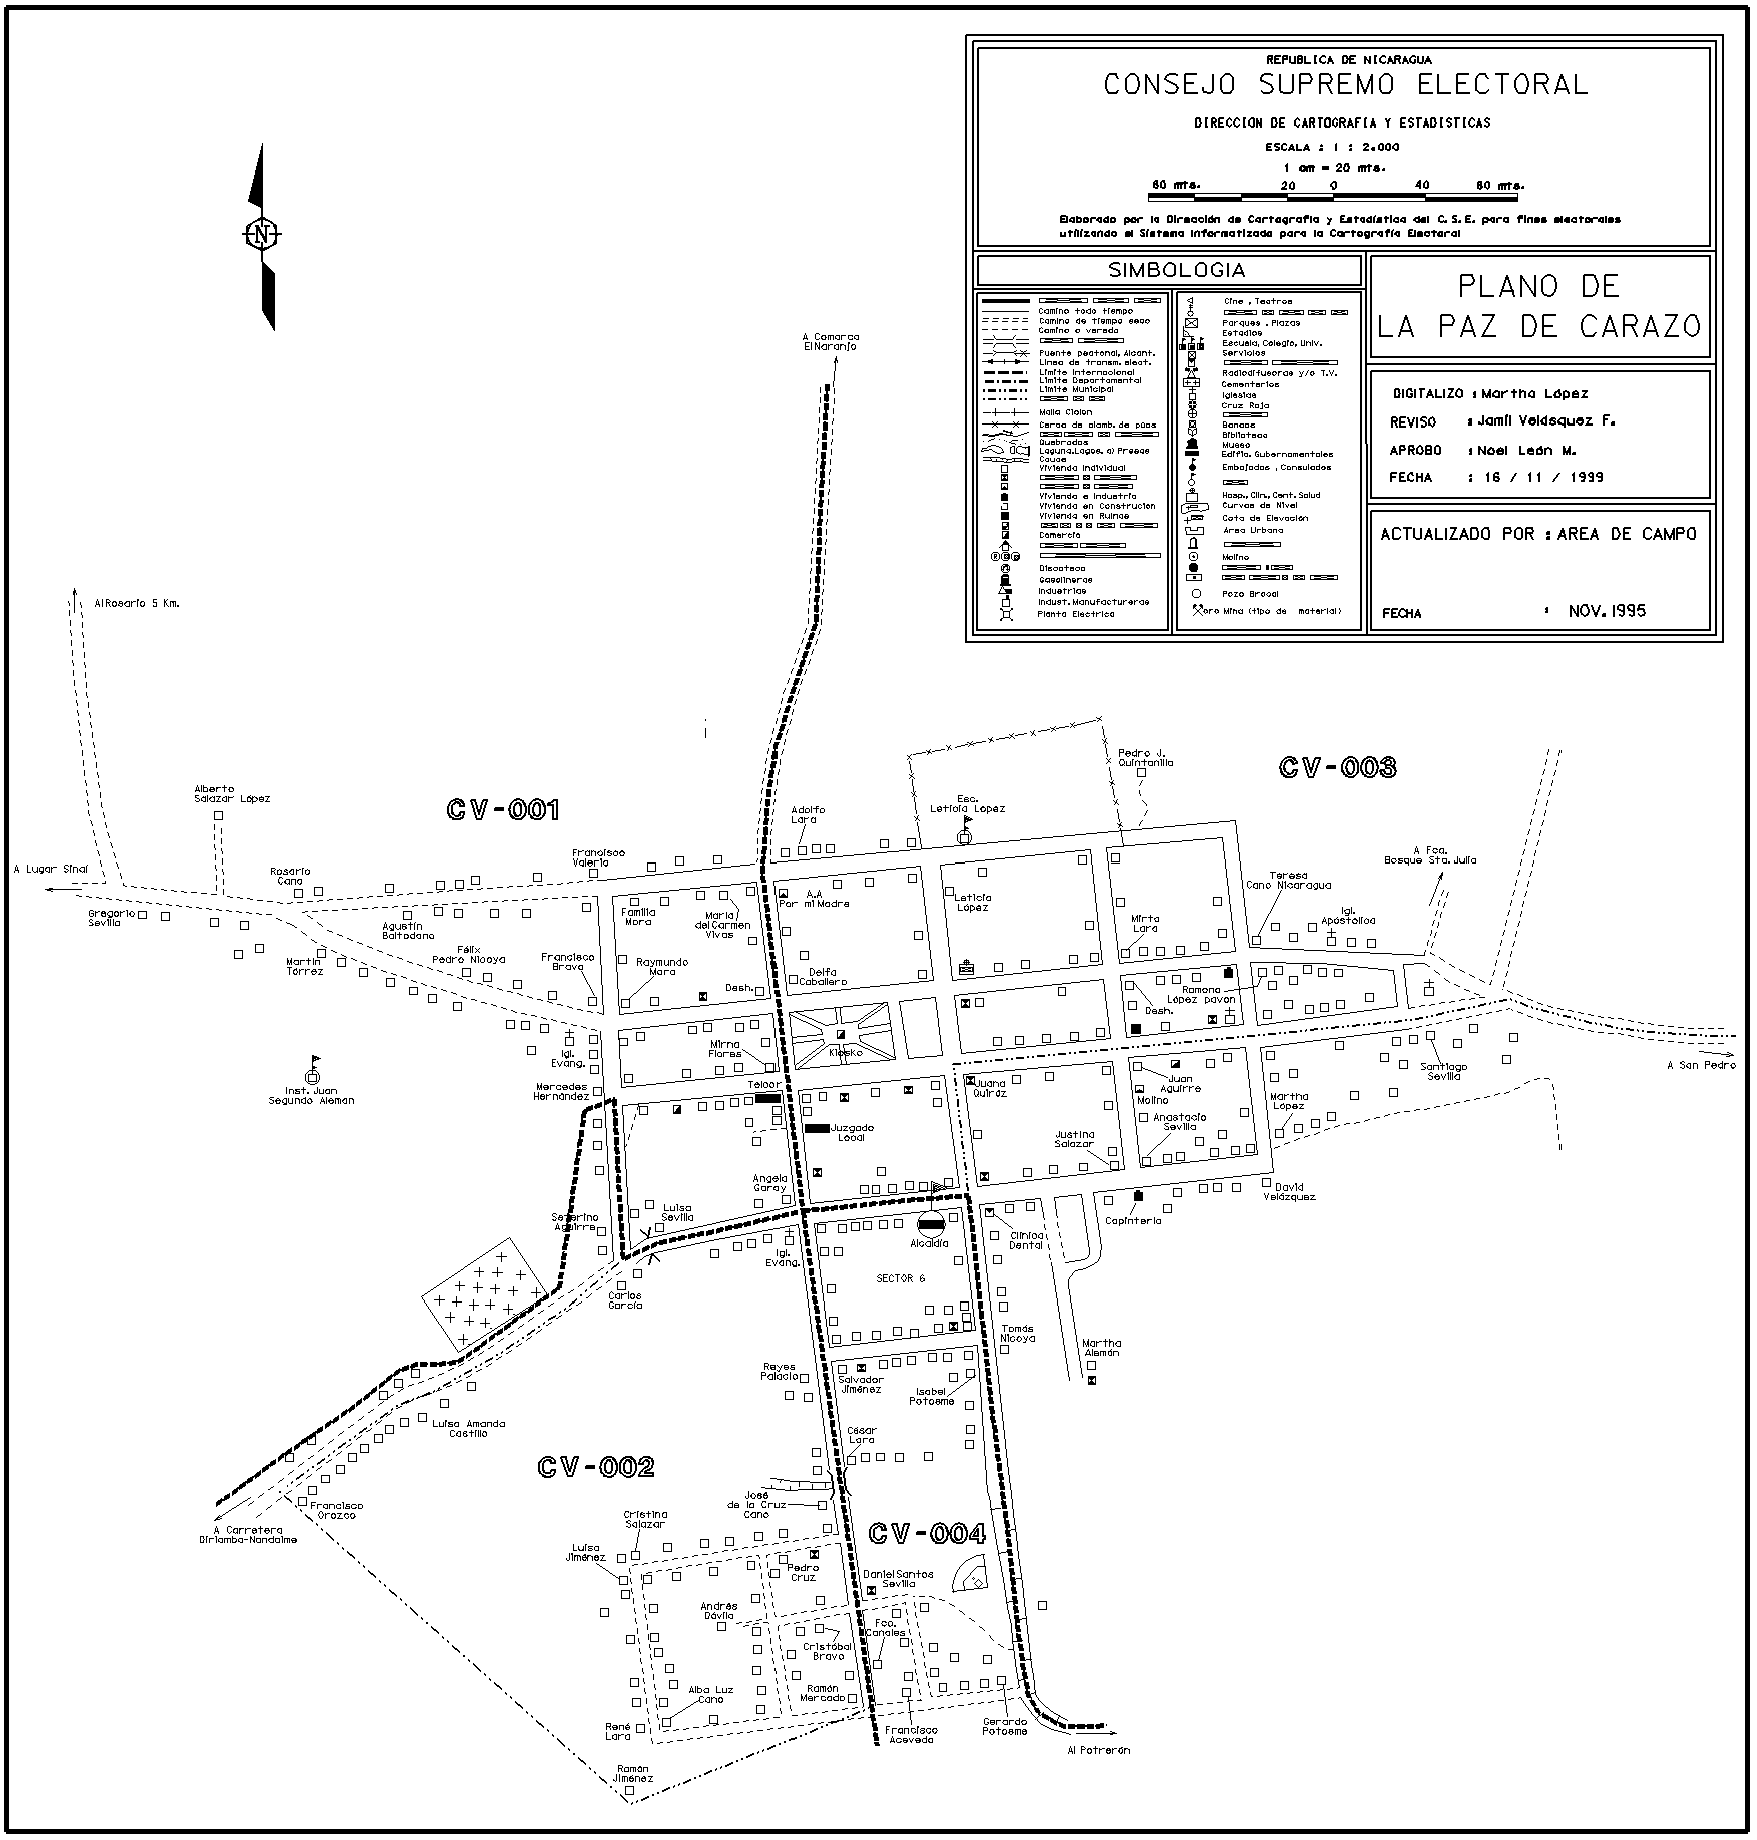 REPUBLICA DE NICARAGUA
CONSEJO SUPREMO ELECTORAL
DIRECCION DE CARTOGRAFIA Y ESTADISTICAS
ESCALA : 1 : 2.000
1 cm = 20 mts.
60 mts. 20 0 40 60 mts.
Elaborado por la Dirección de Cartografía y Estadística del C.S.E. para fines electorales
utilizando el Sistema Informatizado para la Cartografía Electoral
SIMBOLOGIA
Camino todo tiempo
Camino de tiempo seco
Camino o vereda
Puente peatonal, Alcant.
Linea de transm. elect.
Limite Internacional
Limite Departamental
Limite Municipal
Malla Ciclon
Cerca de alamb. de púas
Quebradas
Laguna, Lagos, a) Presas
Cauce
Vivienda Individual
Vivienda e Industria
Vivienda en Construcion
Vivienda en Ruinas
Comercio
Discoteca
Gasolineras
Industrias
Indust. Manufactureras
Planta Electrica
Cine , Teatros
Parques , Plazas
Estadios
Escuela, Colegio, Univ.
Servicios
Radiodifusoras y/o T.V.
Cementerios
Iglesias
Cruz Roja
Bancos
Biblioteca
Museo
Edific. Gubernamentales
Embajadas , Consulados
Hosp., Clin., Cent. Salud
Curvas de Nivel
Cota de Elevación
Area Urbana
Molino
Pozo Brocal
oro Mina (tipo de material)
PLANO DE
LA PAZ DE CARAZO
DIGITALIZO : Martha López
REVISO : Jamil Velásquez F.
APROBO : Noel León M.
FECHA : 16 / 11 / 1999
ACTUALIZADO POR : AREA DE CAMPO
FECHA : NOV. 1995
N
A Comarca
El Naranjo
Al Rosario 5 Km.
Pedro J.
Quintanilla
CV-003
Alberto
Salazar López
CV-001
Adolfo
Lara
Esc.
Leticia López
A Lugar Sinaí
Rosario
Cano
Francisco
Valerio
A Fca.
Bosque Sta. Julia
Teresa
Cano Nicaragua
Gregorio
Sevilla
Agustín
Baltodano
Familia
Mora
María
del Carmen
Vivas
A.A
Por mi Madre
Leticia
López
Mirta
Lara
Igl.
Apóstolica
Martín
Tórrez
Félix
Pedro Nicoya
Francisco
Bravo
Raymundo
Mora
Desh.
Delfa
Caballero
Ramona
López pavon
Desh.
Igl.
Evang.
Mirna
Flores
Kiosko
Inst. Juan
Segundo Aleman
Mercedes
Hernández
Telcor
Juana
Quiróz
Juan
Aguirre
Molino
Santiago
Sevilla
A San Pedro
Martha
López
Juzgado
Local
Justina
Salazar
Anastacio
Sevilla
Angela
Garay
David
Velázquez
Severino
Aguirre
Luisa
Sevilla
Capinteria
Igl.
Evang.
Alcaldía
Clinica
Dental
SECTOR 6
Carlos
García
Tomás
Nicoya
Martha
Alemán
Reyes
Palacio
Salvador
Jiménez
Isabel
Potosme
Luisa Amanda
Castillo
César
Lara
CV-002
José
de la Cruz
Cano
Francisco
Orozco
A Carretera
Diriamba-Nandaime
Cristina
Salazar
CV-004
Luisa
Jiménez
Pedro
Cruz
Daniel Santos
Sevilla
Andrés
Dávila
Fco.
Canales
Cristóbal
Bravo
Alba Luz
Cano
Ramón
Mercado
René
Lara
Francisco
Acevedo
Gerardo
Potosme
Al Potrerón
Ramón
Jiménez